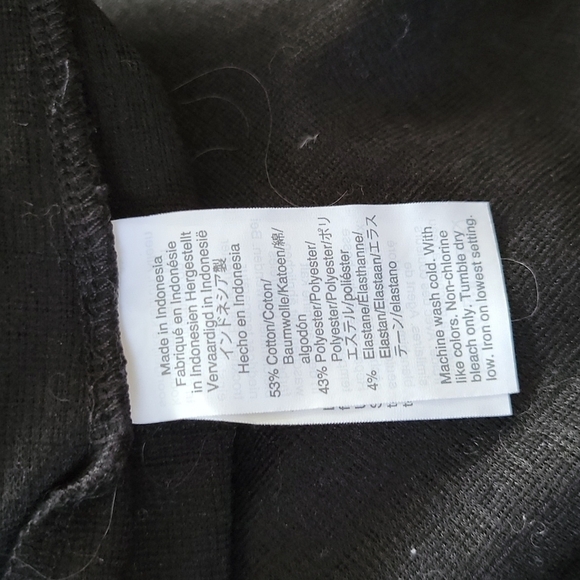 Made in Indonesia
Fabriqué en Indonésie
in Indonesien Hergestellt
Vervaardigd in Indonesië
インドネシア製
Hecho en Indonesia
53% Cotton/Coton/
Baumwolle/Katoen/綿/
algodón
43% Polyester/Polyester/
Polyester/Polyester/ポリ
エステル/poliéster
4% Elastane/Elasthanne/
Elastan/Elastaan/エラス
テーン/elastano
Machine wash cold. With
like colors. Non-chlorine
bleach only. Tumble dry
low. Iron on lowest setting.